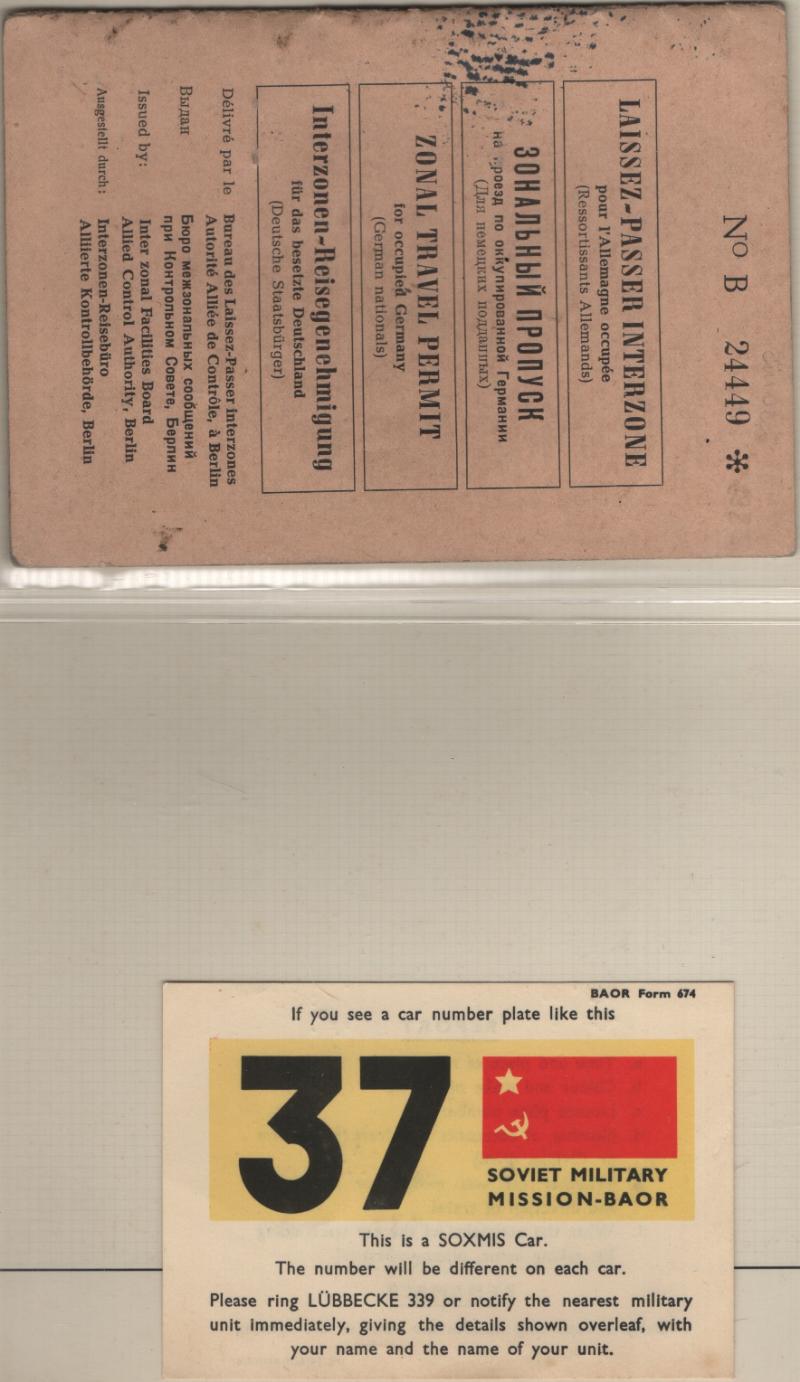 Nº B 24449 *
LAISSEZ-PASSER INTERZONE
pour l'Allemagne occupée
(Ressortissants Allemands)
ЗОНАЛЬНЫЙ ПРОПУСК
на проезд по оккупированной Германии
(Для немецких подданных)
ZONAL TRAVEL PERMIT
for occupied Germany
(German nationals)
Interzonen-Reisegenehmigung
für das besetzte Deutschland
(Deutsche Staatsbürger)
Délivré par le Bureau des Laissez-Passer interzones
Autorité Alliée de Contrôle, à Berlin
Выдан Бюро межзональных сообщений
при Контрольном Совете, Берлин
Issued by: Inter zonal Facilities Board
Allied Control Authority, Berlin
Ausgestellt durch: Interzonen-Reisebüro
Alliierte Kontrollbehörde, Berlin
BAOR Form 674
If you see a car number plate like this
37
SOVIET MILITARY
MISSION-BAOR
This is a SOXMIS Car.
The number will be different on each car.
Please ring LÜBBECKE 339 or notify the nearest military
unit immediately, giving the details shown overleaf, with
your name and the name of your unit.